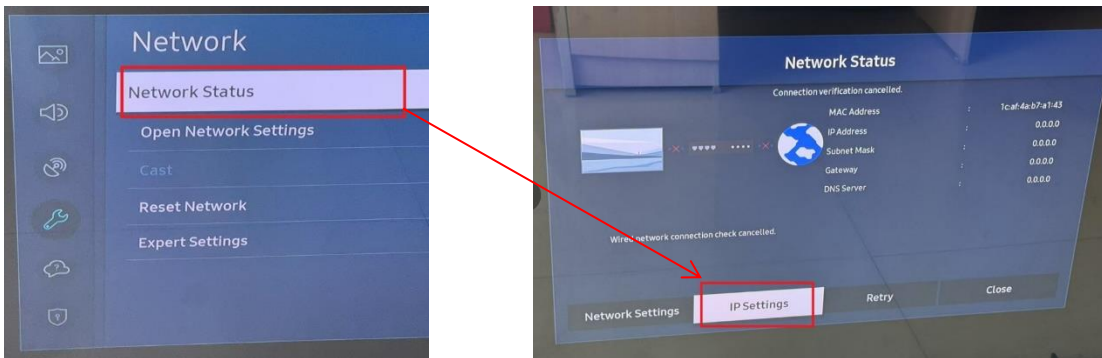 Network
Network Status
Open Network Settings
Cast
Reset Network
Expert Settings
Network Status
Connection verification cancelled.
MAC Address : 1c:af:4a:b7:a1:43
IP Address : 0.0.0.0
Subnet Mask : 0.0.0.0
Gateway : 0.0.0.0
DNS Server : 0.0.0.0
Wired network connection check cancelled.
Network Settings IP Settings Retry Close